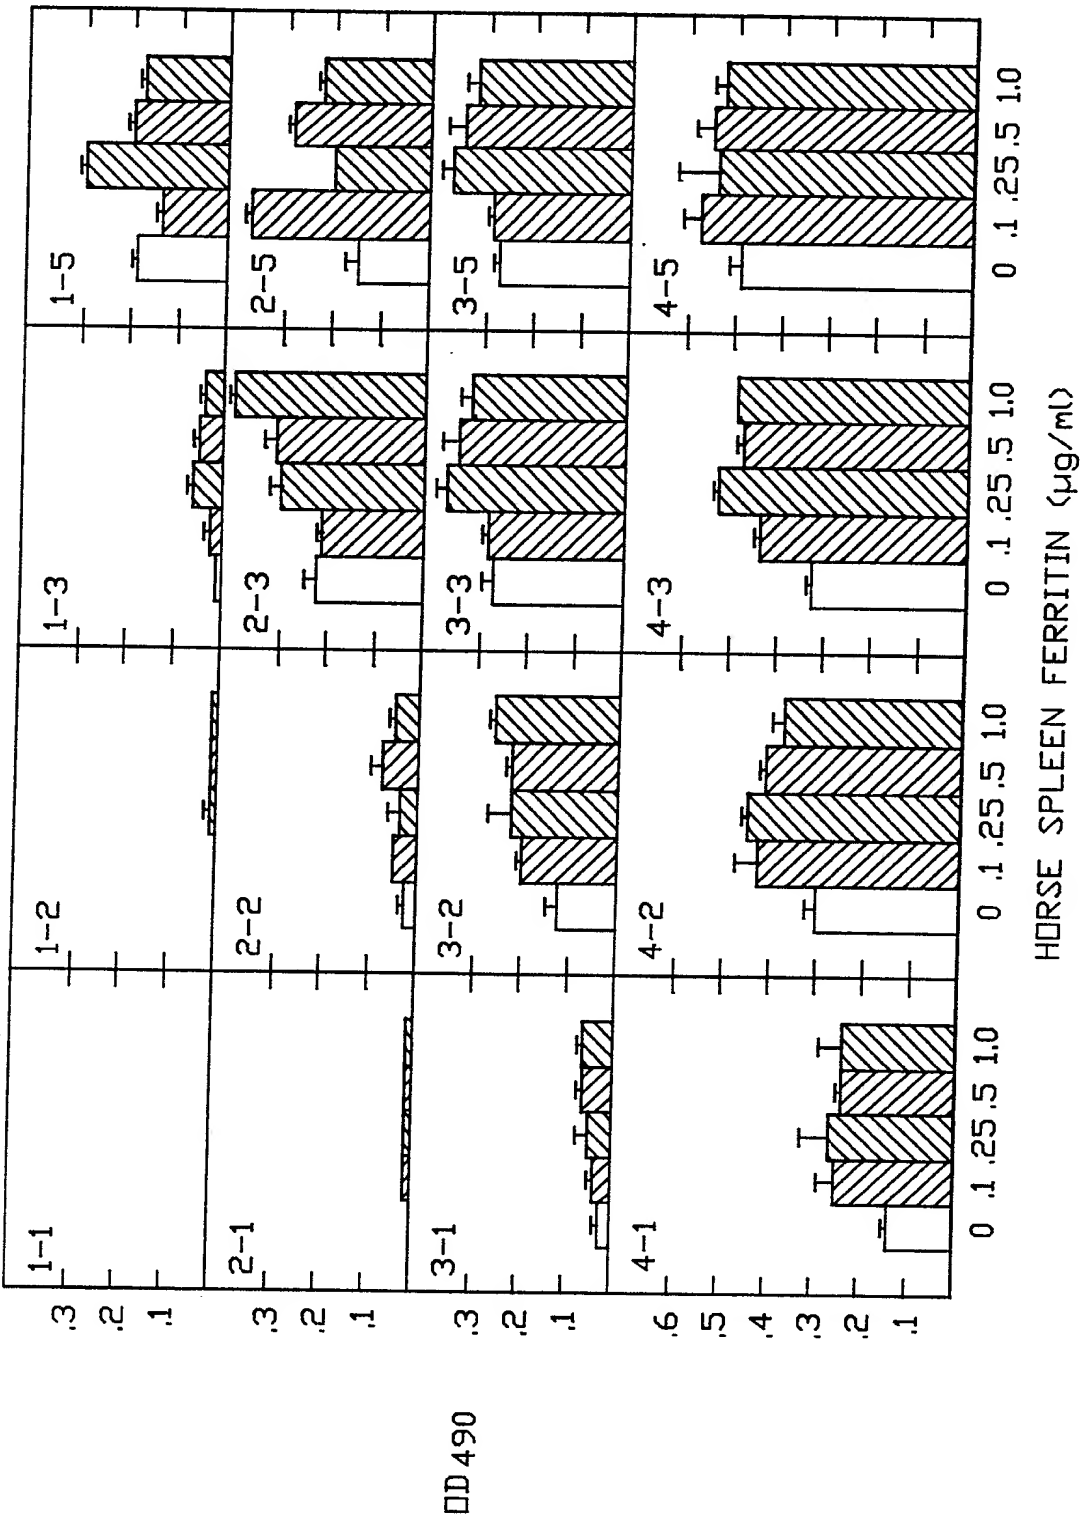 1-1 1-2 1-3 1-5
.3
.2
.1
2-1 2-2 2-3 2-5
.3
.2
.1
OD 490
3-1 3-2 3-3 3-5
.3
.2
.1
4-1 4-2 4-3 4-5
.6
.5
.4
.3
.2
.1
0 .1 .25 .5 1.0 0 .1 .25 .5 1.0 0 .1 .25 .5 1.0 0 .1 .25 .5 1.0
HORSE SPLEEN FERRITIN (µg/ml)